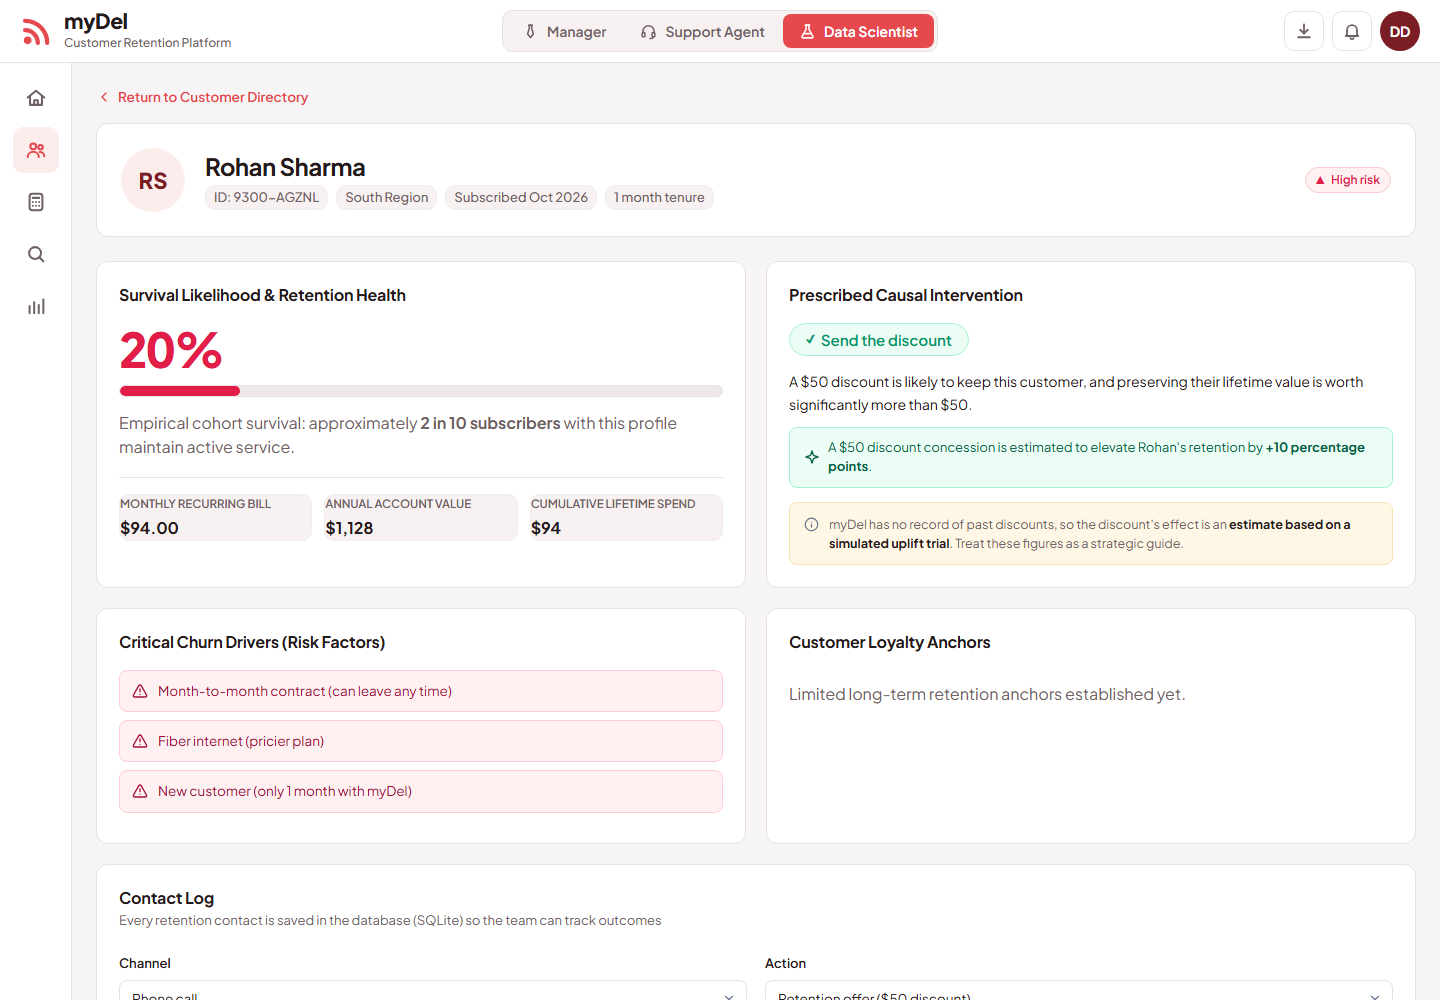 myDel
Customer Retention Platform
Manager
Support Agent
Data Scientist
DD
Return to Customer Directory
RS
Rohan Sharma
ID: 9300-AGZNL
South Region
Subscribed Oct 2026
1 month tenure
High risk
Survival Likelihood & Retention Health
20%
Empirical cohort survival: approximately 2 in 10 subscribers with this profile
maintain active service.
MONTHLY RECURRING BILL
$94.00
ANNUAL ACCOUNT VALUE
$1,128
CUMULATIVE LIFETIME SPEND
$94
Prescribed Causal Intervention
✓ Send the discount
A $50 discount is likely to keep this customer, and preserving their lifetime value is worth
significantly more than $50.
A $50 discount concession is estimated to elevate Rohan's retention by +10 percentage
points.
myDel has no record of past discounts, so the discount's effect is an estimate based on a
simulated uplift trial. Treat these figures as a strategic guide.
Critical Churn Drivers (Risk Factors)
Month-to-month contract (can leave any time)
Fiber internet (pricier plan)
New customer (only 1 month with myDel)
Customer Loyalty Anchors
Limited long-term retention anchors established yet.
Contact Log
Every retention contact is saved in the database (SQLite) so the team can track outcomes
Channel
Action
Phone call
Retention offer ($50 discount)